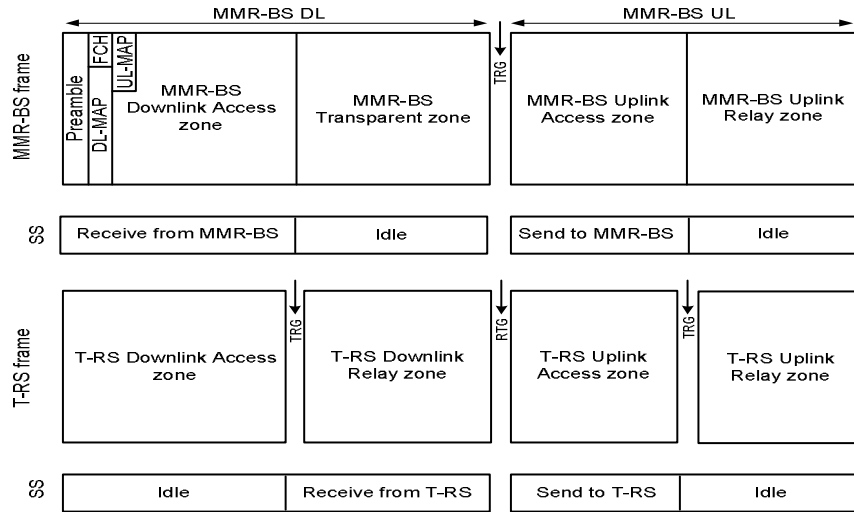 MMR-BS DL
MMR-BS UL
MMR-BS frame
Preamble
FCH
DL-MAP
UL-MAP
MMR-BS
Downlink Access
zone
MMR-BS
Transparent zone
TRG
MMR-BS Uplink
Access zone
MMR-BS Uplink
Relay zone
SS
Receive from MMR-BS
Idle
Send to MMR-BS
Idle
T-RS frame
T-RS Downlink Access
zone
TRG
T-RS Downlink
Relay zone
RTG
T-RS Uplink
Access zone
TRG
T-RS Uplink
Relay zone
SS
Idle
Receive from T-RS
Send to T-RS
Idle